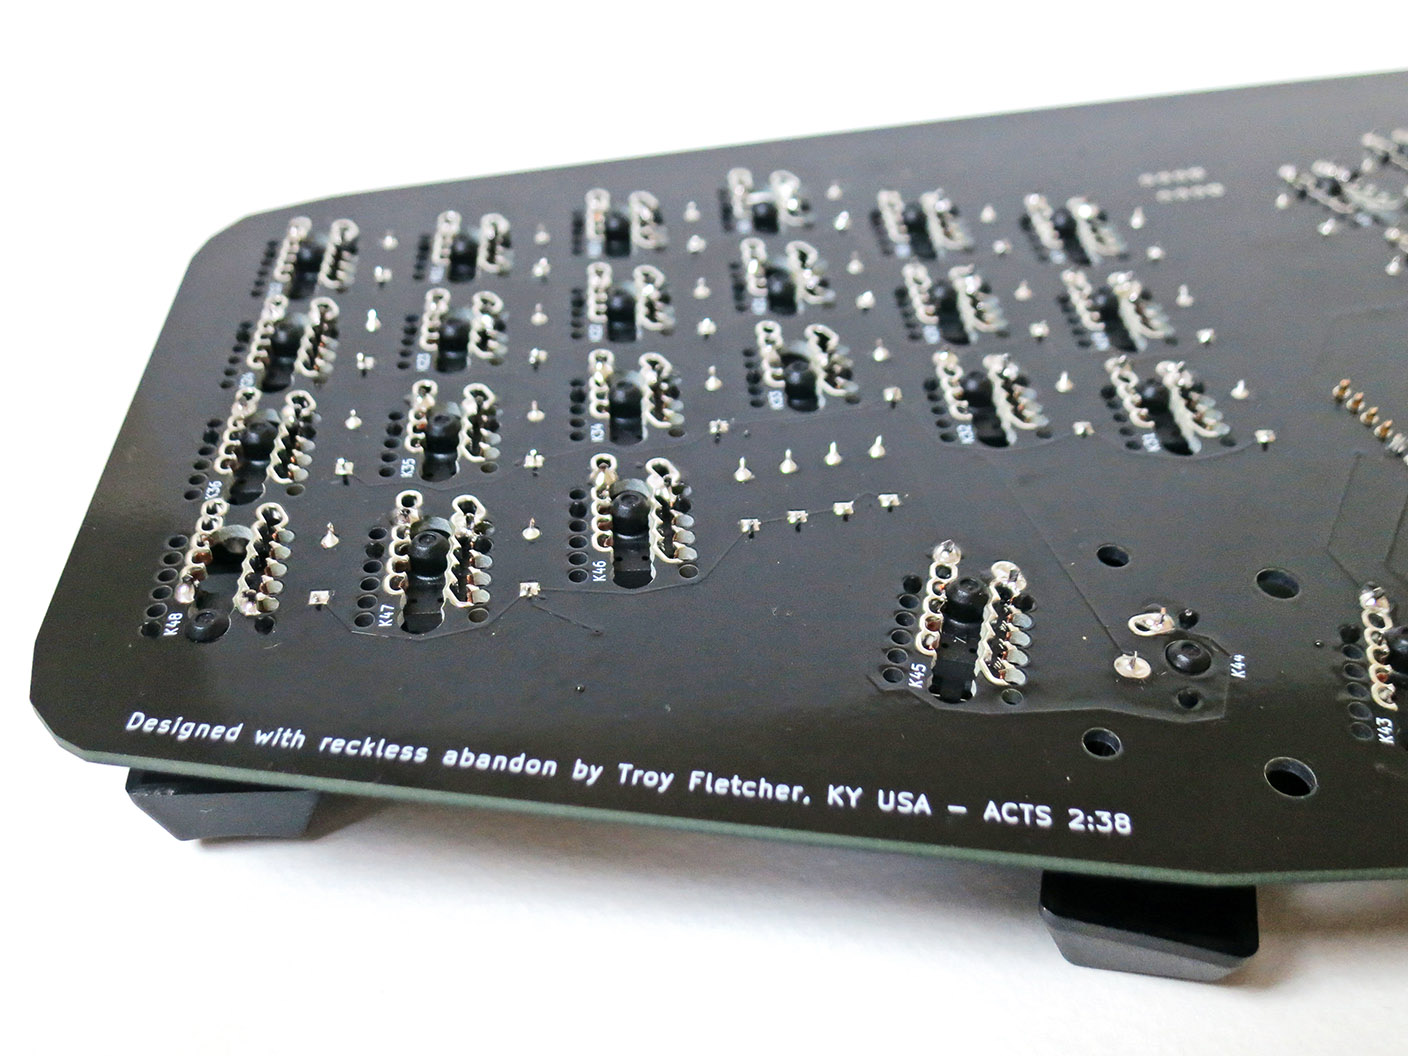 K36
K35
K34
K33
K32
K31
K48
K47
K46
K45
K44
K43
Designed with reckless abandon by Troy Fletcher, KY USA – ACTS 2:38